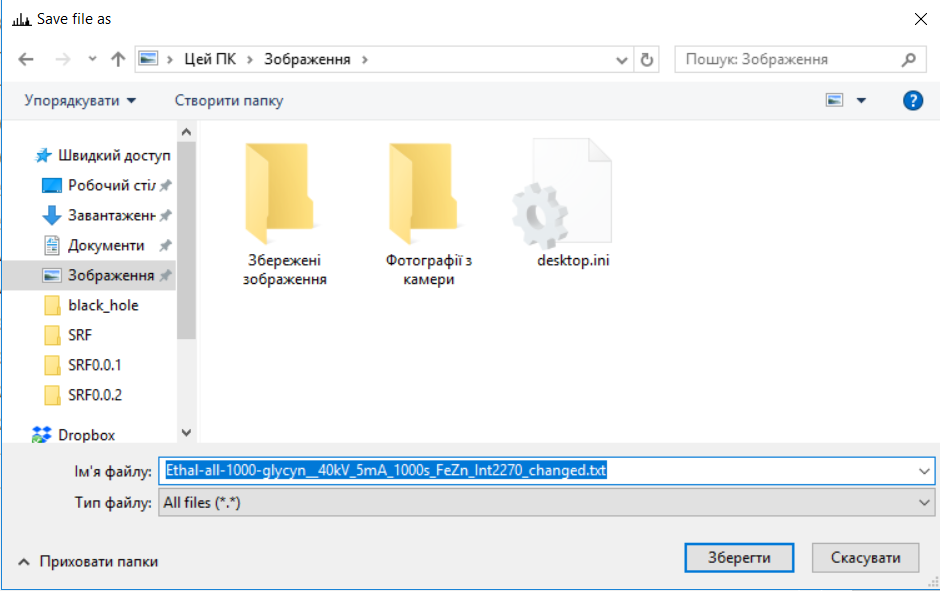 Save file as
Цей ПК
Зображення
Пошук: Зображення
Упорядкувати
Створити папку
?
Швидкий доступ
Робочий стіл
Завантажен
Документи
Зображення
black_hole
SRF
SRF0.0.1
SRF0.0.2
Dropbox
Збережені
зображення
Фотографії з
камери
desktop.ini
Ім'я файлу:
Ethal-all-1000-glycyn__40kV_5mA_1000s_FeZn_Int2270_changed.txt
Тип файлу:
All files (*.*)
Приховати папки
Зберегти
Скасувати